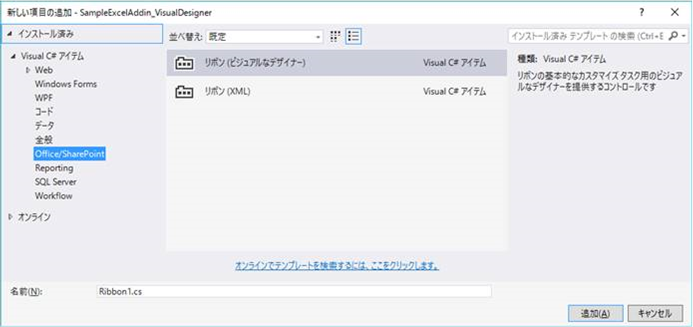 新しい項目の追加 - SampleExcelAddin_VisualDesigner
インストール済み
並べ替え: 既定
インストール済み テンプレート の検索 (Ctrl+E
Visual C# アイテム
Web
Windows Forms
WPF
コード
データ
全般
Office/SharePoint
Reporting
SQL Server
Workflow
オンライン
リボン (ビジュアルなデザイナー) Visual C# アイテム
リボン (XML) Visual C# アイテム
種類: Visual C# アイテム
リボンの基本的なカスタマイズ タスク用のビジュアルなデザイナーを提供するコントロールです
オンラインでテンプレートを検索するには、ここをクリックします。
名前(N): Ribbon1.cs
追加(A) キャンセル